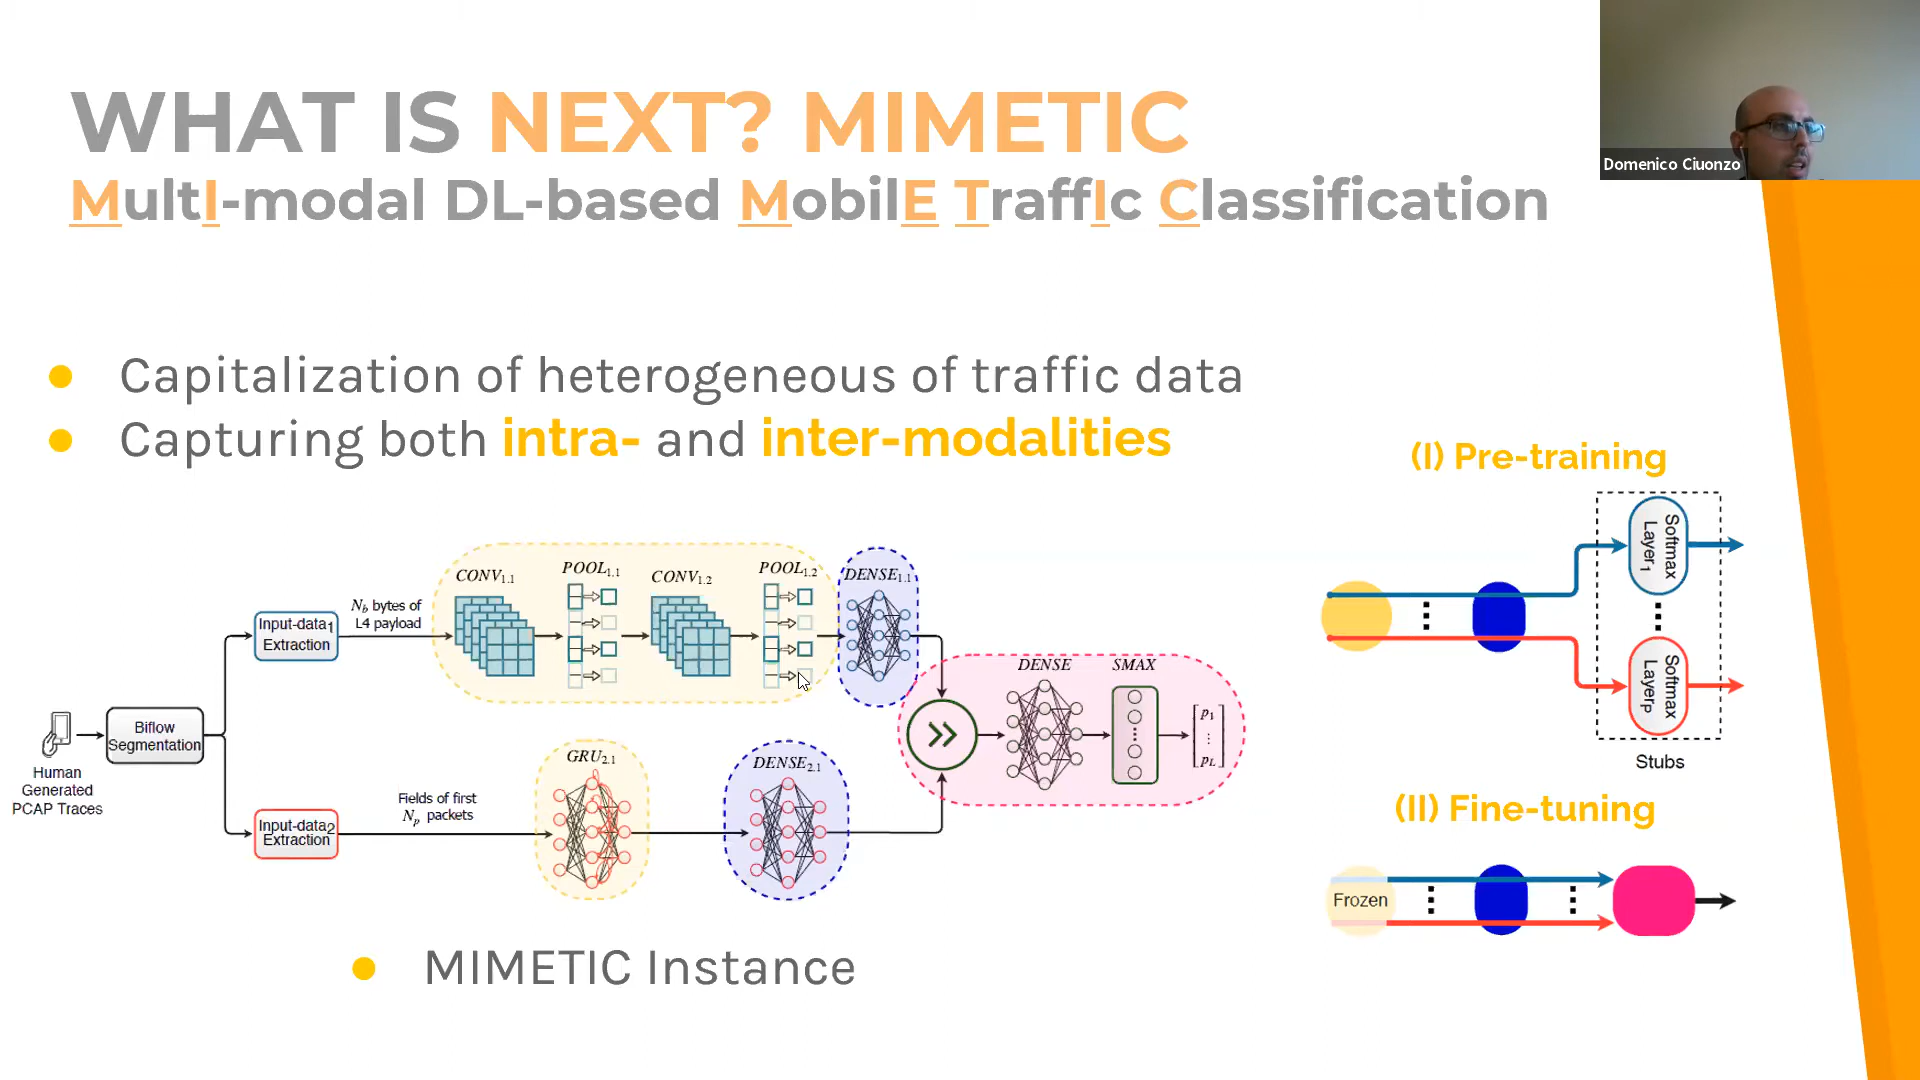 WHAT IS NEXT? MIMETIC
MultI-modal DL-based MobilE TraffIc Classification
Domenico Ciuonzo
● Capitalization of heterogeneous of traffic data
● Capturing both intra- and inter-modalities
(I) Pre-training
Softmax
Layer1
Softmax
LayerP
Stubs
(II) Fine-tuning
Frozen
Human
Generated
PCAP Traces
Biflow
Segmentation
Input-data1
Extraction
Nb bytes of
L4 payload
CONV1.1
POOL1.1
CONV1.2
POOL1.2
DENSE1.1
Input-data2
Extraction
Fields of first
Np packets
GRU2.1
DENSE2.1
DENSE
SMAX
p1
⋮
pL
● MIMETIC Instance